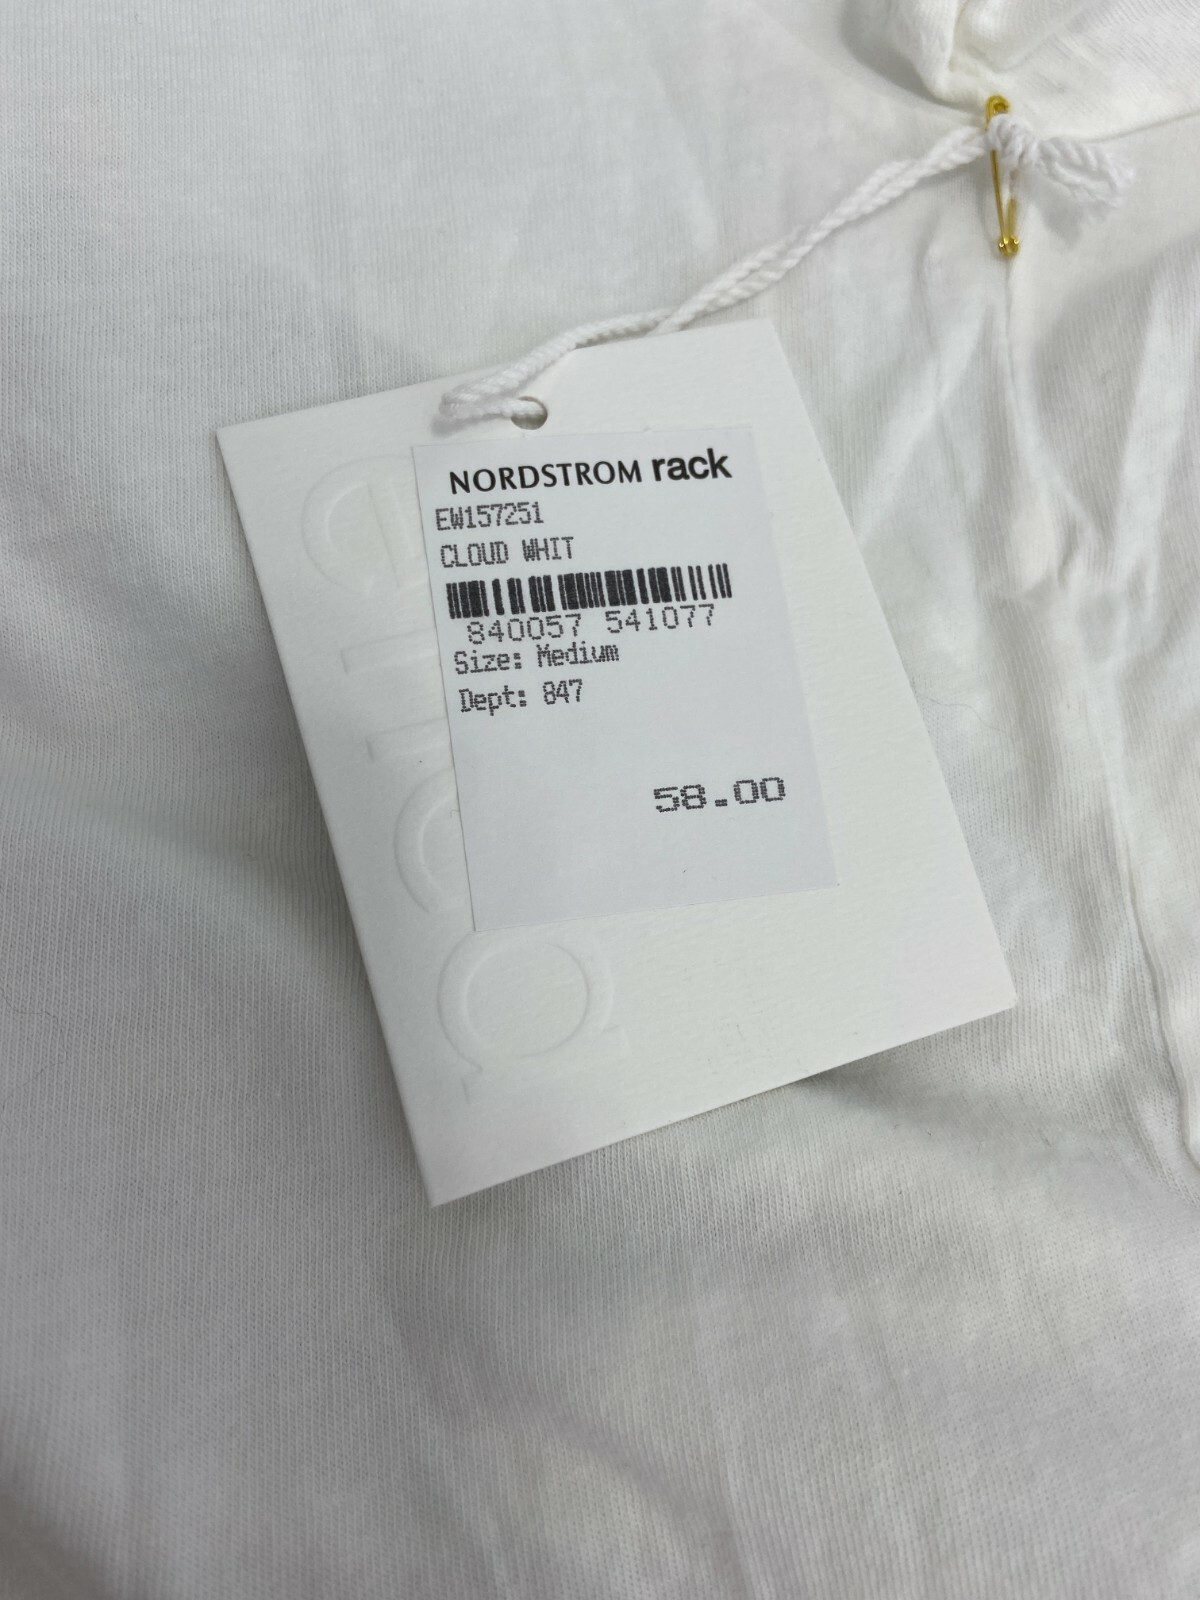 NORDSTROM rack
EW157251
CLOUD WHIT
840057 541077
Size: Medium
Dept: 847
58.00